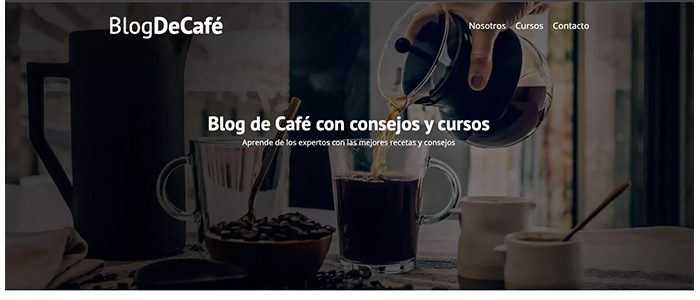 BlogDeCafé
Nosotros Cursos Contacto
Blog de Café con consejos y cursos
Aprende de los expertos con las mejores recetas y consejos